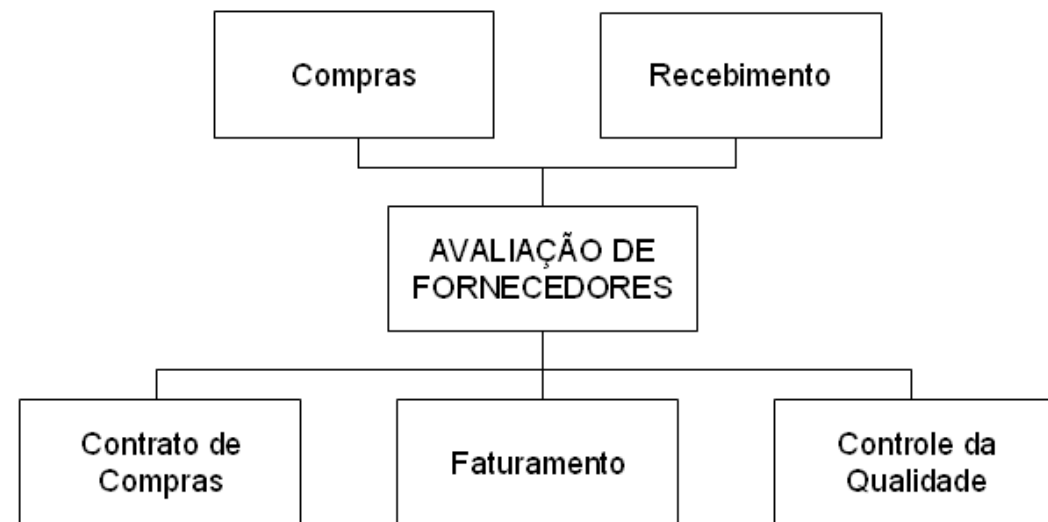 Compras
Recebimento
AVALIAÇÃO DE
FORNECEDORES
Contrato de
Compras
Faturamento
Controle da
Qualidade